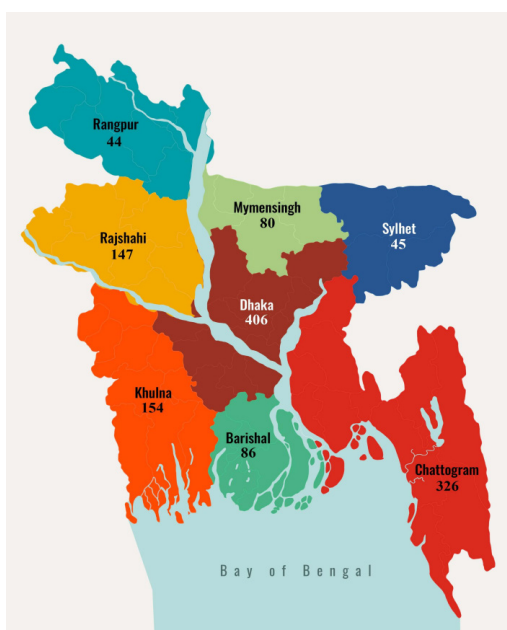 Rangpur
44
Mymensingh
80
Sylhet
45
Rajshahi
147
Dhaka
406
Khulna
154
Barishal
86
Chattogram
326
Bay of Bengal